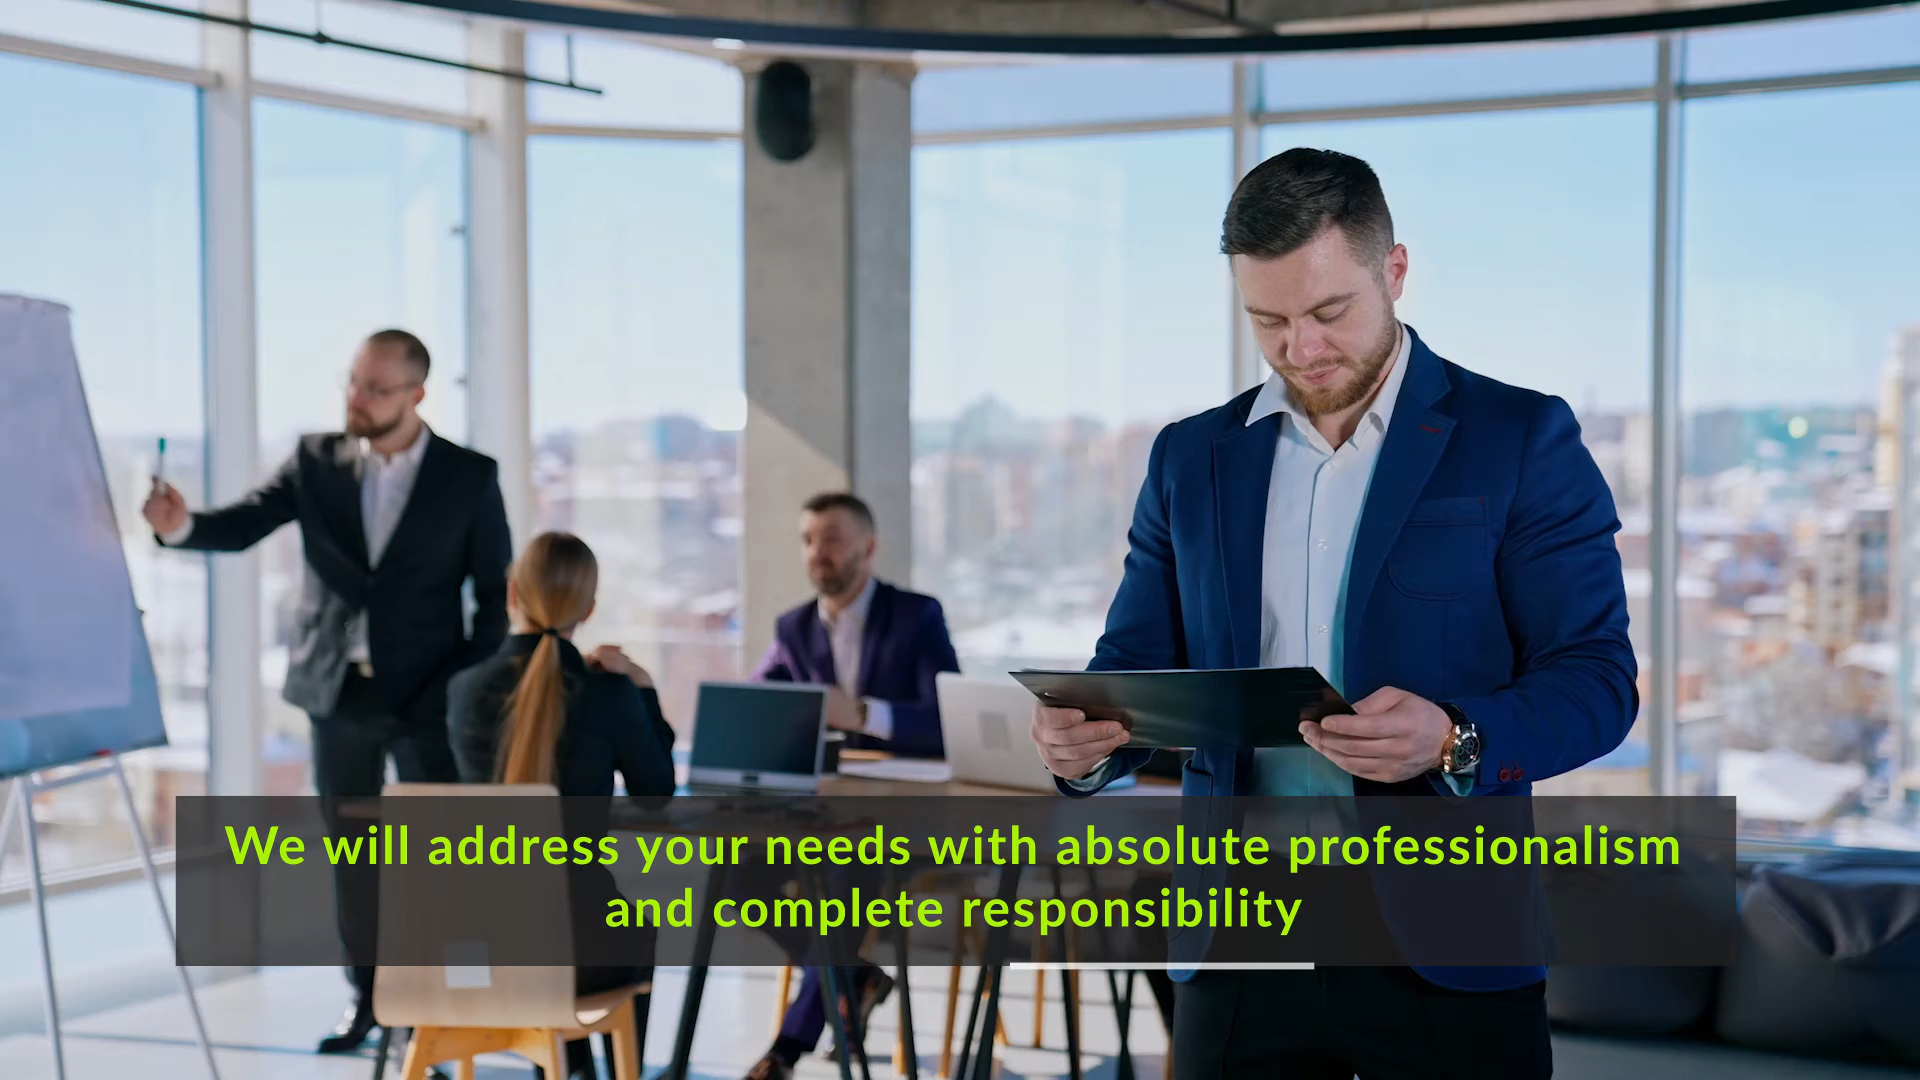 We will address your needs with absolute professionalism
and complete responsibility